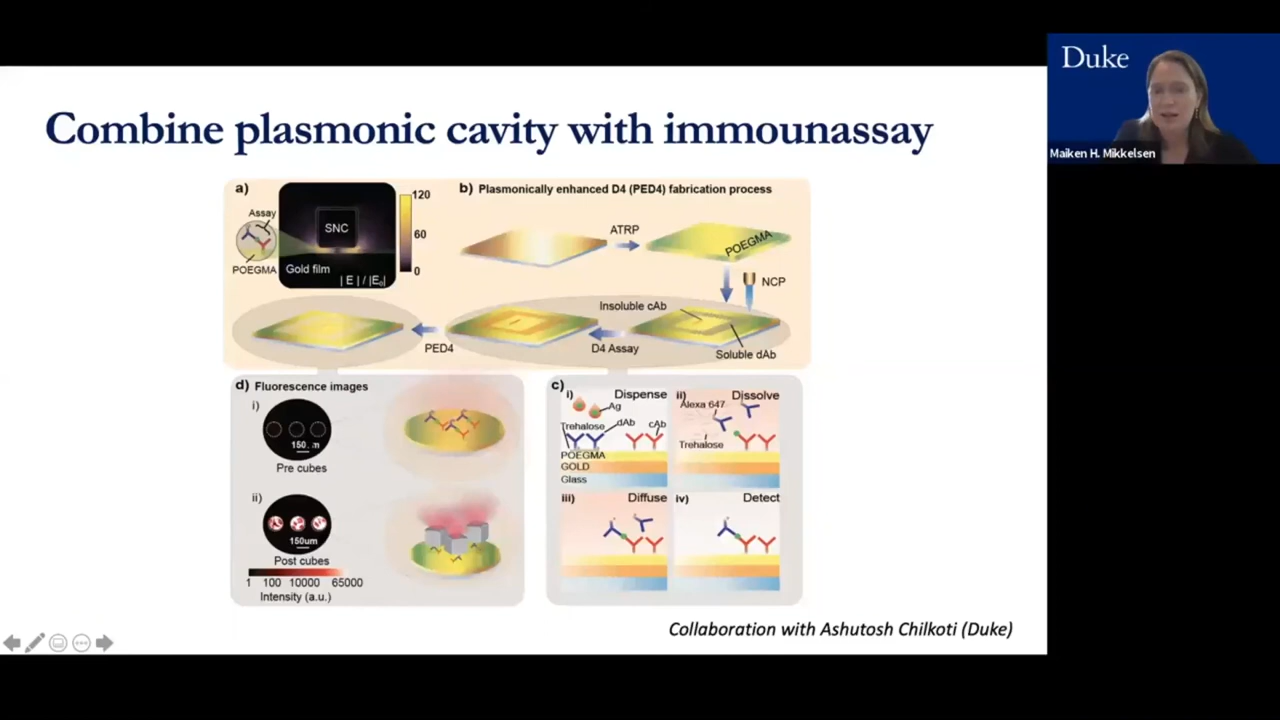 Combine plasmonic cavity with immounassay
Duke
Maiken H. Mikkelsen
a)
Assay
POEGMA
SNC
Gold film
| E | / |E₀|
120
60
0
b) Plasmonically enhanced D4 (PED4) fabrication process
ATRP
POEGMA
NCP
Insoluble cAb
Soluble dAb
D4 Assay
PED4
d) Fluorescence images
i)
Pre cubes
ii)
150um
Post cubes
1 100 10000 65000
Intensity (a.u.)
c)
i) Dispense
Ag
Trehalose
dAb
cAb
POEGMA
GOLD
Glass
ii) Dissolve
Alexa 647
Trehalose
iii) Diffuse
iv) Detect
Collaboration with Ashutosh Chilkoti (Duke)